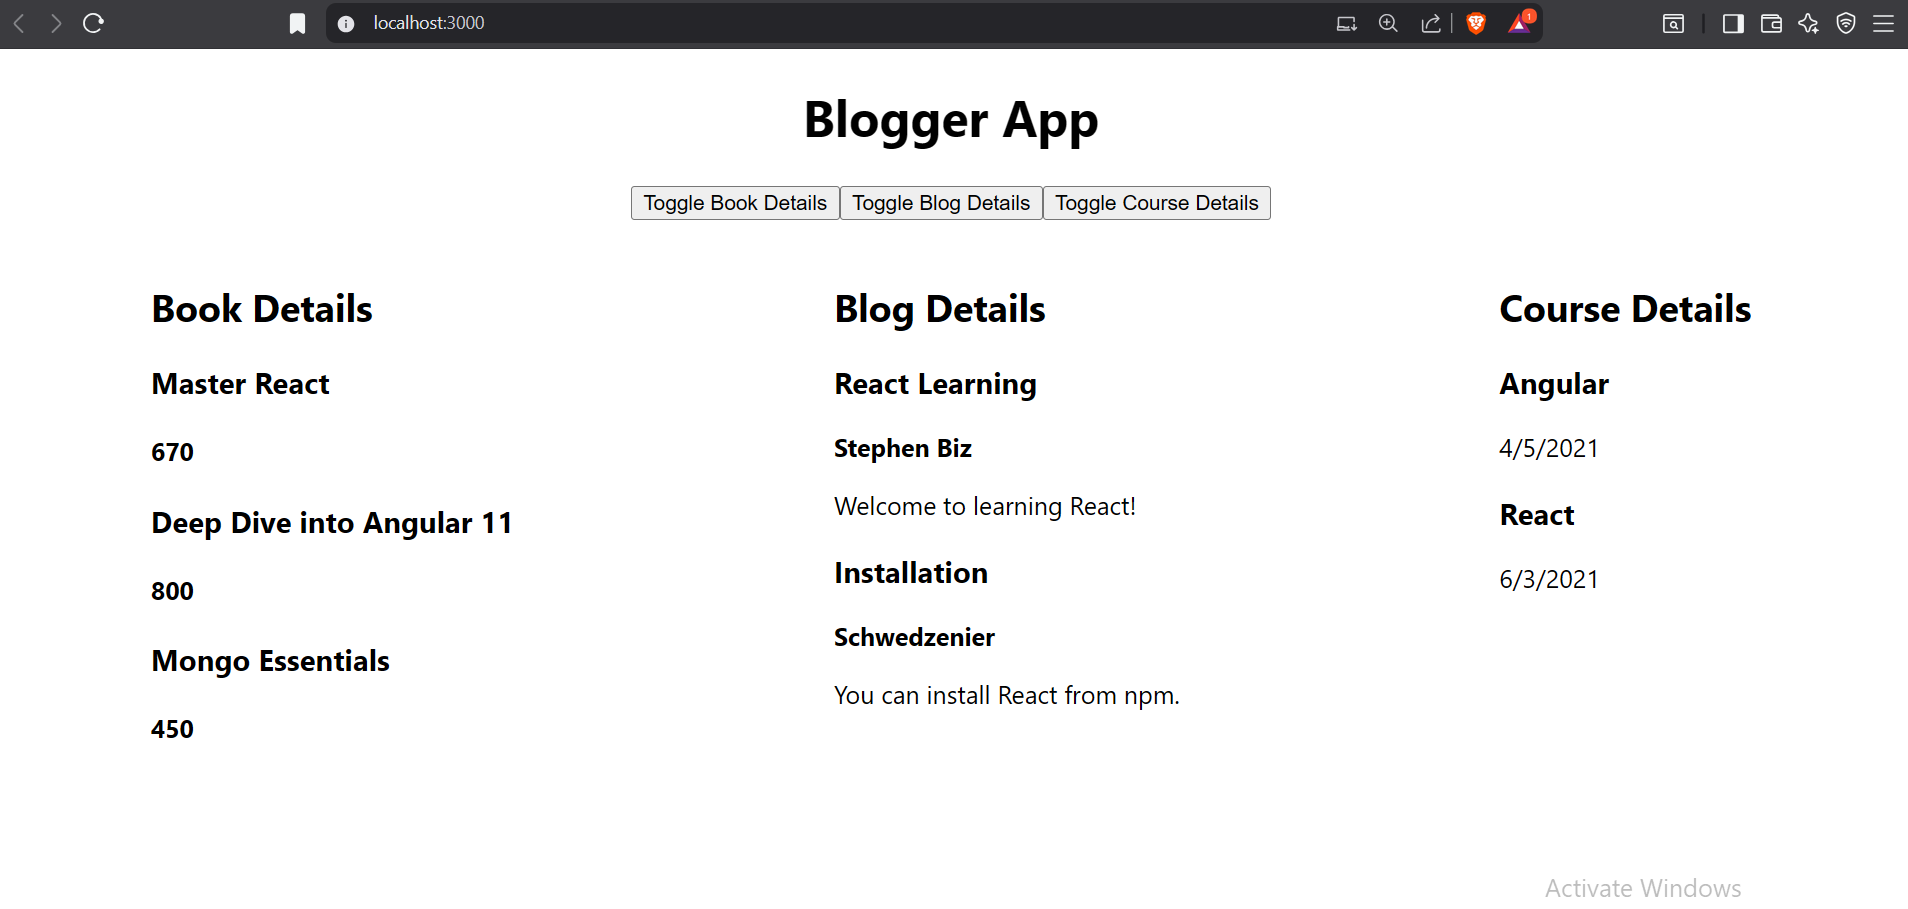 localhost:3000
1
Blogger App
Toggle Book Details Toggle Blog Details Toggle Course Details
Book Details
Master React
670
Deep Dive into Angular 11
800
Mongo Essentials
450
Blog Details
React Learning
Stephen Biz
Welcome to learning React!
Installation
Schwedzenier
You can install React from npm.
Course Details
Angular
4/5/2021
React
6/3/2021
Activate Windows